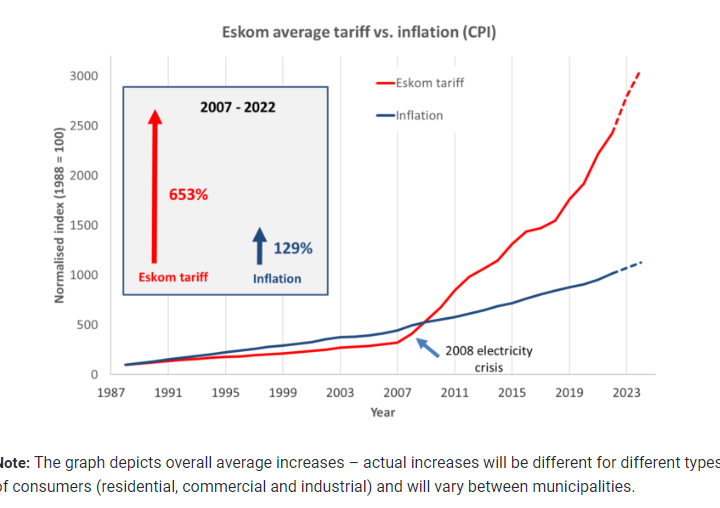 Eskom average tariff vs. inflation (CPI)
3000
2500
2000
1500
1000
500
0
Normalised index (1988 = 100)
2007 - 2022
653%
129%
Eskom tariff
Inflation
Eskom tariff
Inflation
2008 electricity
crisis
1987 1991 1995 1999 2003 2007 2011 2015 2019 2023
Year
Note: The graph depicts overall average increases – actual increases will be different for different types
of consumers (residential, commercial and industrial) and will vary between municipalities.